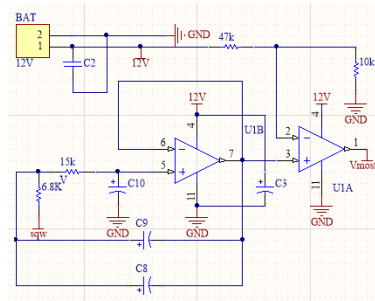 BAT
2
1
12V
C2
GND
12V
47k
10k
GND
12V
4
U1B
6
5
7
11
GND
C3
12V
4
2
3
1
Vmost
11
U1A
GND
15k
V
6.8K
sqw
C10
GND
C9
C8